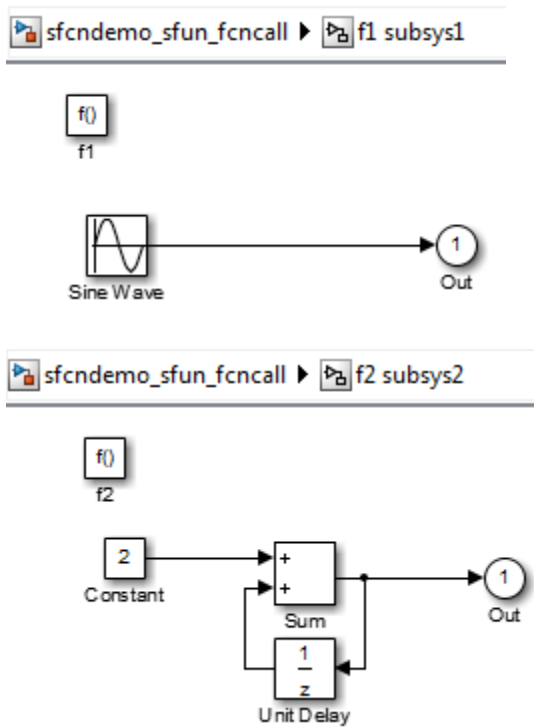 sfcndemo_sfun_fcncall ▶ f1 subsys1
f()
f1
1
Sine Wave
Out
sfcndemo_sfun_fcncall ▶ f2 subsys2
f()
f2
2
+
+
1
Constant
Sum
Out
1
z
Unit Delay